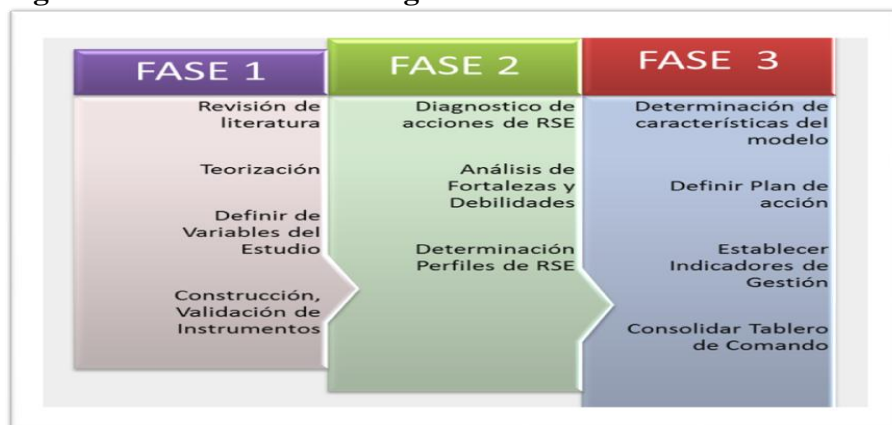 FASE 1
Revisión de
literatura
Teorización
Definir de
Variables del
Estudio
Construcción,
Validación de
Instrumentos
FASE 2
Diagnostico de
acciones de RSE
Análisis de
Fortalezas y
Debilidades
Determinación
Perfiles de RSE
FASE 3
Determinación de
características del
modelo
Definir Plan de
acción
Establecer
Indicadores de
Gestión
Consolidar Tablero
de Comando